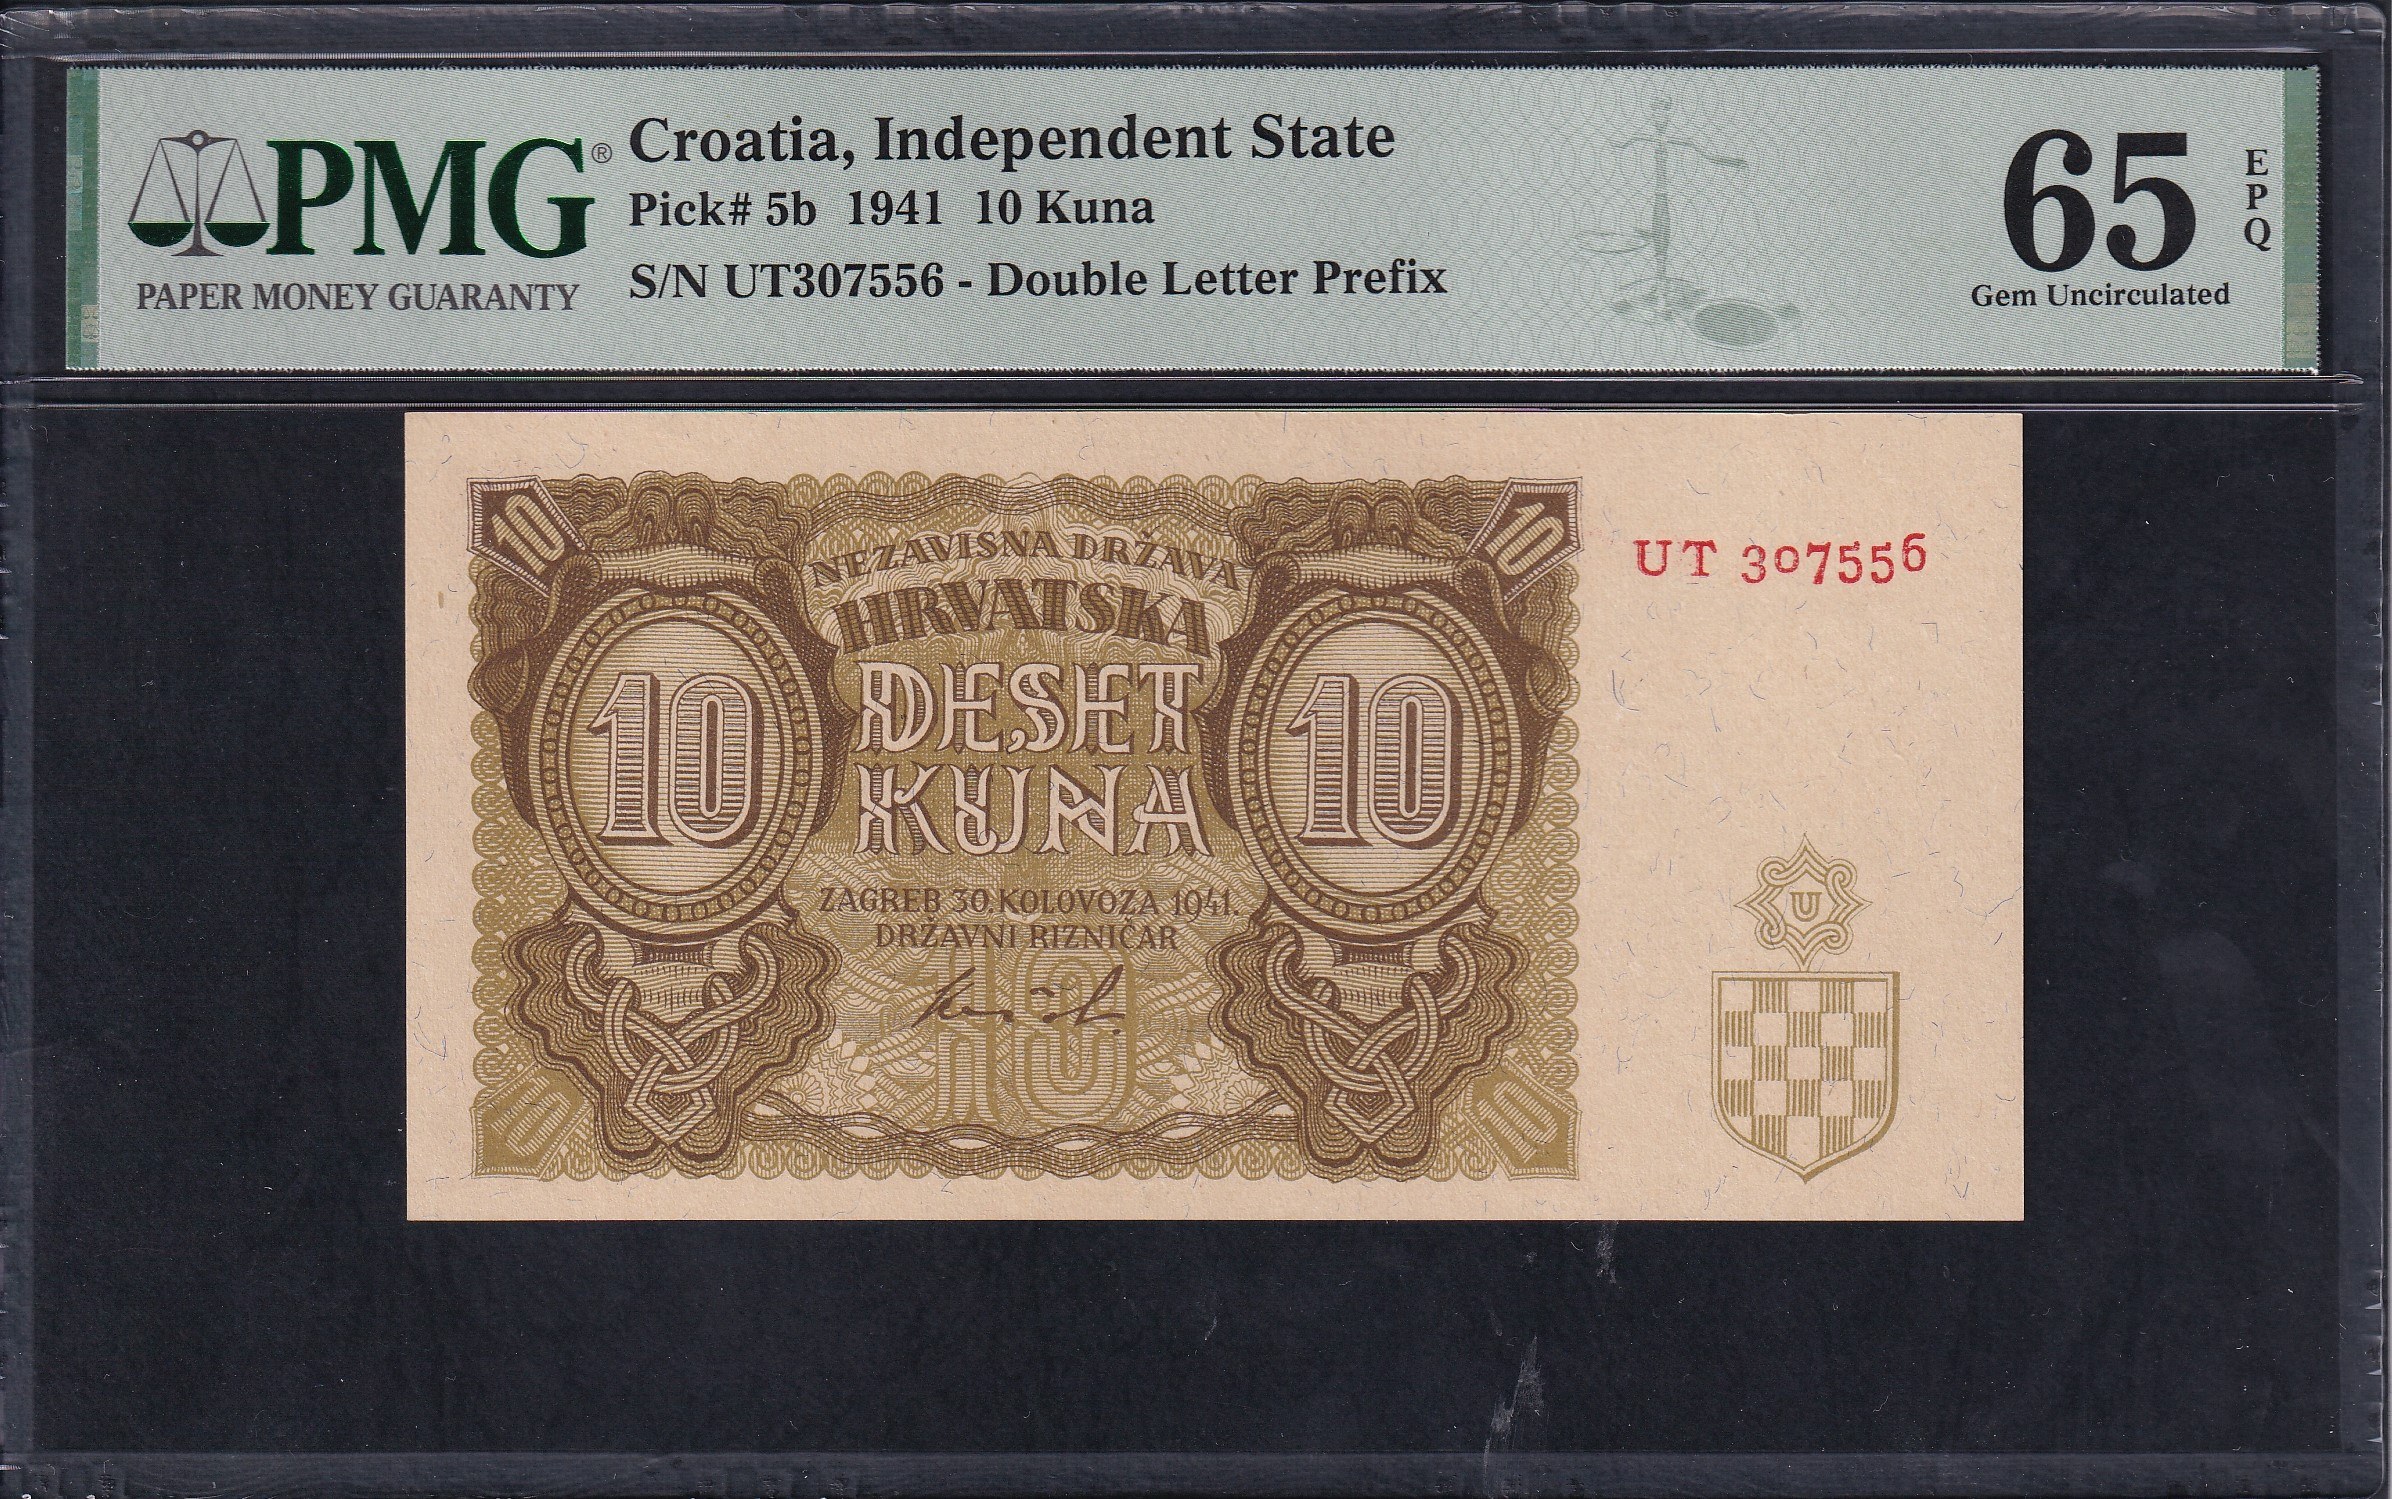 PMG®
PAPER MONEY GUARANTY
Croatia, Independent State
Pick# 5b 1941 10 Kuna
S/N UT307556 - Double Letter Prefix
65
EPQ
Gem Uncirculated
10
10
NEZAVISNA DRŽAVA
HRVATSKA
DESET
KUNA
10
10
UT 307556
ZAGREB 30. KOLOVOZA 1941.
DRŽAVNI RIZNIČAR
10
10
10
U